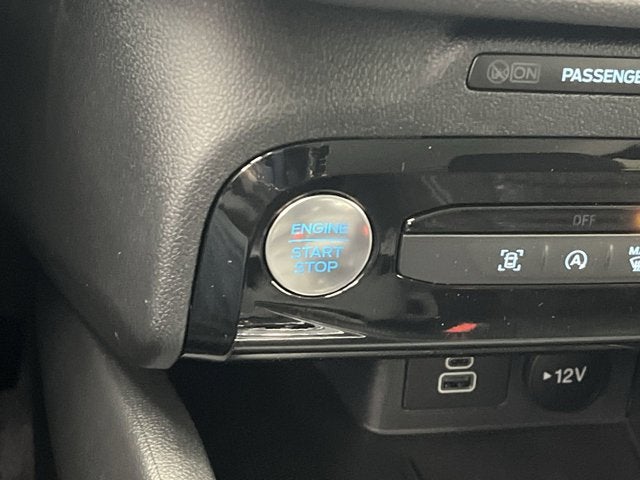 ON PASSENGE
ENGINE
START
STOP
OFF
A
12V